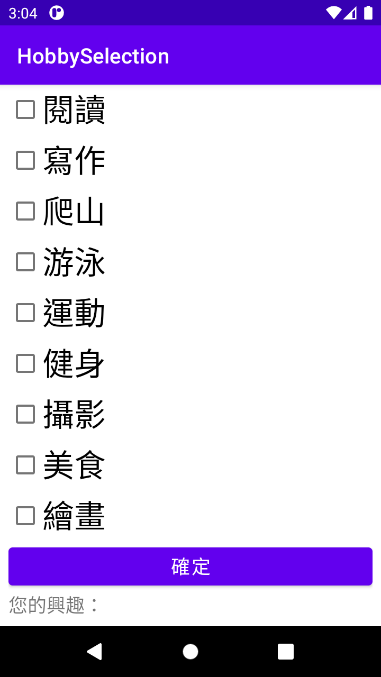 3:04
HobbySelection
閱讀
寫作
爬山
游泳
運動
健身
攝影
美食
繪畫
確定
您的興趣：